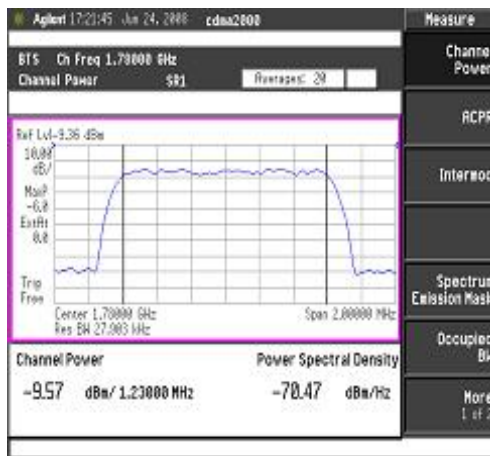 Agilent 17:21:45 Jun 24, 2008 cdma2000 Measure
BTS Ch Freq 1.78000 GHz
Channel Power SR1 Averages: 20
Ref Lvl-9.36 dBm
10.00
dB/
MaxP
-6.0
ExtAt
0.0
Trig
Free
Center 1.78000 GHz Span 2.00000 MHz
Res BW 27.903 kHz
Channel Power Power Spectral Density
-9.57 dBm/ 1.23000 MHz -70.47 dBm/Hz
Channel
Power
ACPR
Intermod
Spectrum
Emission Mask
Occupied
BW
More
1 of 2